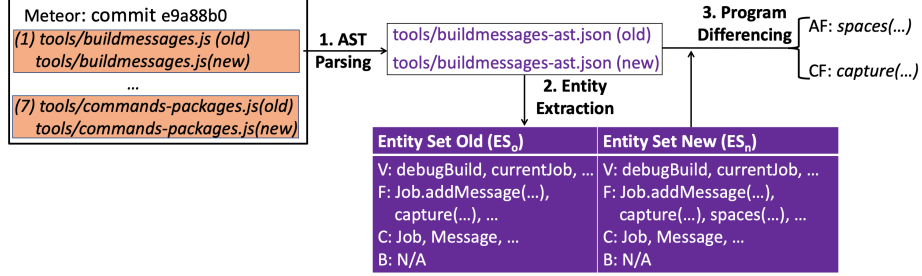 Meteor: commit e9a88b0
(1) tools/buildmessages.js (old)
tools/buildmessages.js(new)
...
(7) tools/commands-packages.js(old)
tools/commands-packages.js(new)
1. AST
Parsing
tools/buildmessages-ast.json (old)
tools/buildmessages-ast.json (new)
2. Entity
Extraction
3. Program
Differencing
AF: spaces(...)
CF: capture(...)
Entity Set Old (ESo)
V: debugBuild, currentJob, ...
F: Job.addMessage(...),
capture(...), ...
C: Job, Message, ...
B: N/A
Entity Set New (ESn)
V: debugBuild, currentJob, ...
F: Job.addMessage(...),
capture(...), spaces(...), ...
C: Job, Message, ...
B: N/A